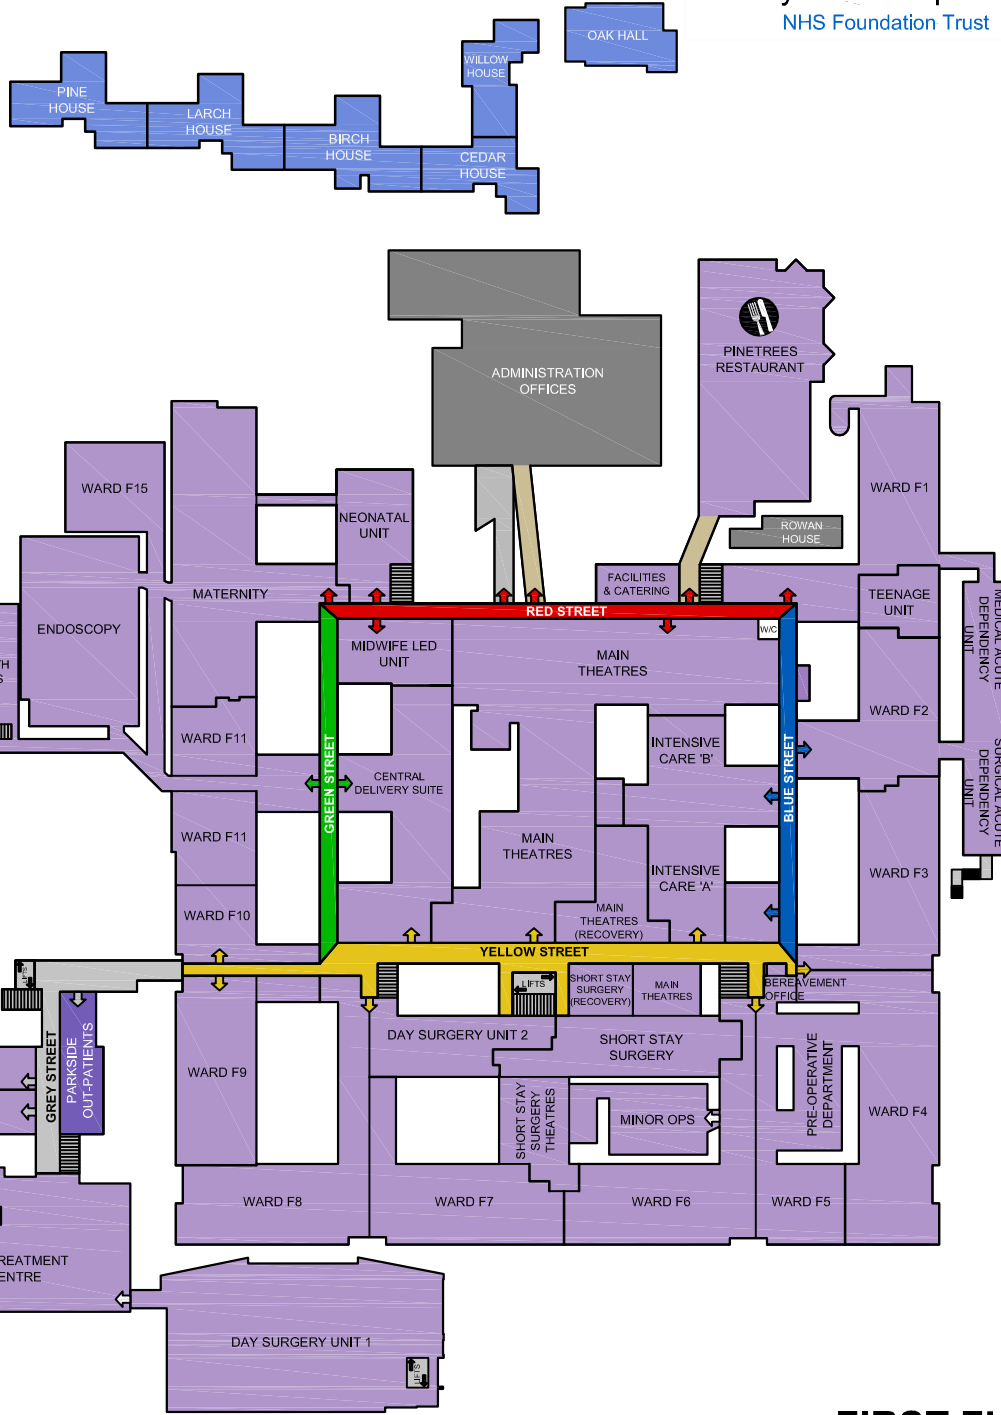 NHS Foundation Trust
OAK HALL
WILLOW
HOUSE
PINE
HOUSE
LARCH
HOUSE
BIRCH
HOUSE
CEDAR
HOUSE
PINETREES
RESTAURANT
ADMINISTRATION
OFFICES
WARD F15
WARD F1
NEONATAL
UNIT
ROWAN
HOUSE
FACILITIES
& CATERING
MATERNITY
TEENAGE
UNIT
RED STREET
ENDOSCOPY
W/C
MIDWIFE LED
UNIT
MAIN
THEATRES
MEDICAL ACUTE
DEPENDENCY
UNIT
WARD F2
WARD F11
INTENSIVE
CARE 'B'
GREEN STREET
BLUE STREET
CENTRAL
DELIVERY SUITE
SURGICAL ACUTE
DEPENDENCY
UNIT
WARD F11
MAIN
THEATRES
INTENSIVE
CARE 'A'
WARD F3
WARD F10
MAIN
THEATRES
(RECOVERY)
YELLOW STREET
LIFTS
LIFTS
SHORT STAY
SURGERY
(RECOVERY)
MAIN
THEATRES
BEREAVEMENT
OFFICE
GREY STREET
PARKSIDE
OUT-PATIENTS
DAY SURGERY UNIT 2
SHORT STAY
SURGERY
WARD F9
SHORT STAY
SURGERY
THEATRES
MINOR OPS
PRE-OPERATIVE
DEPARTMENT
WARD F4
WARD F8
WARD F7
WARD F6
WARD F5
REATMENT
ENTRE
DAY SURGERY UNIT 1
LIFTS